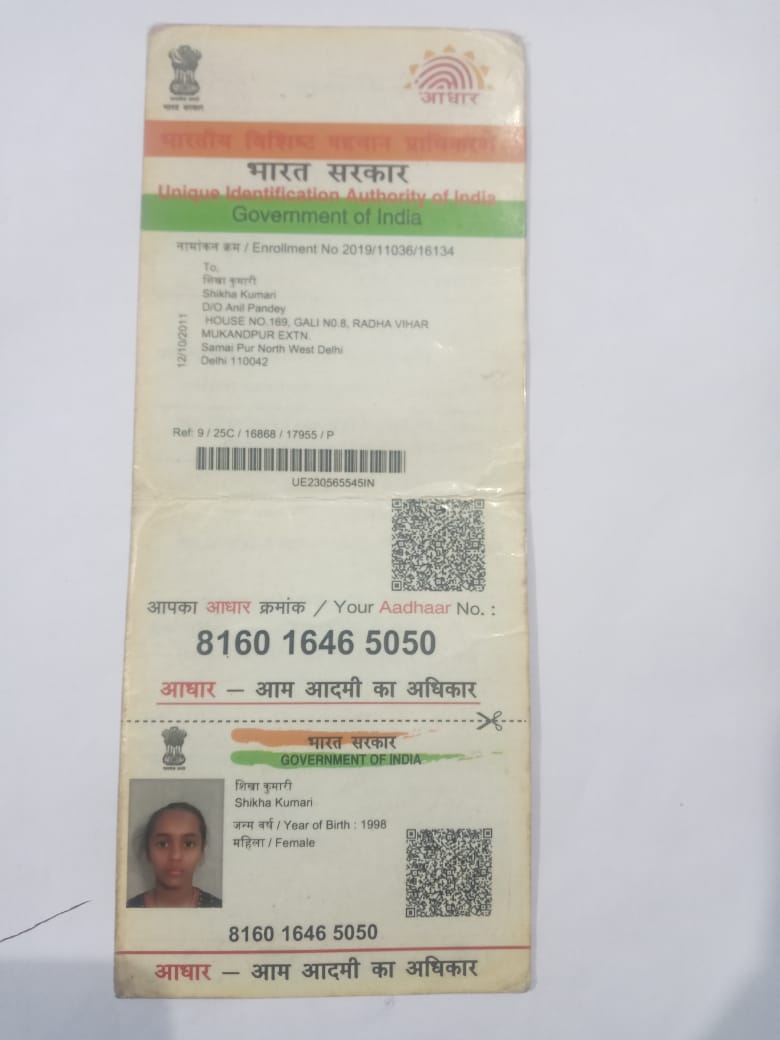 भारत सरकार
आधार
भारतीय विशिष्ट पहचान प्राधिकरण
भारत सरकार
Unique Identification Authority of India
Government of India
नामांकन क्रम / Enrollment No 2019/11036/16134
To,
शिखा कुमारी
Shikha Kumari
D/O Anil Pandey
HOUSE NO.169, GALI N0.8, RADHA VIHAR
MUKANDPUR EXTN.
Samai Pur North West Delhi
Delhi 110042
12/10/2011
Ref: 9 / 25C / 16868 / 17955 / P
UE230565545IN
आपका आधार क्रमांक / Your Aadhaar No. :
8160 1646 5050
आधार — आम आदमी का अधिकार
भारत सरकार
GOVERNMENT OF INDIA
शिखा कुमारी
Shikha Kumari
जन्म वर्ष / Year of Birth : 1998
महिला / Female
8160 1646 5050
आधार — आम आदमी का अधिकार